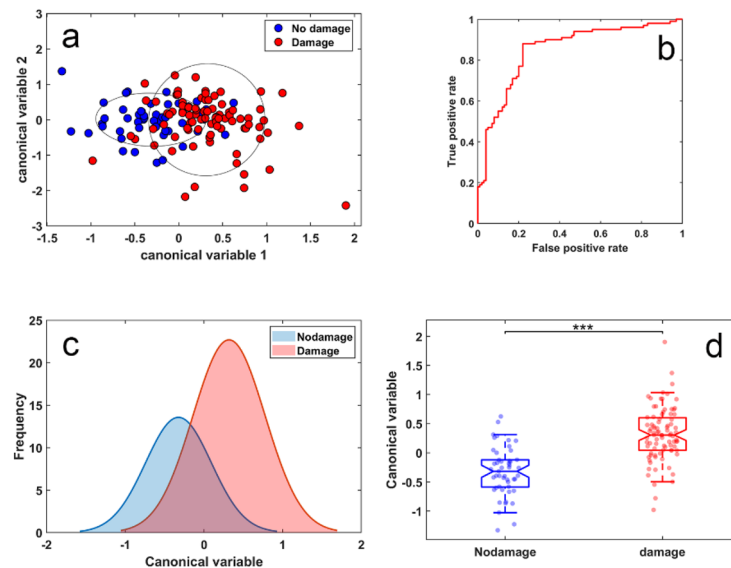 a
No damage
Damage
canonical variable 2
3
2
1
0
-1
-2
-3
-1.5 -1 -0.5 0 0.5 1 1.5 2
canonical variable 1
b
True positive rate
1
0.8
0.6
0.4
0.2
0
0 0.2 0.4 0.6 0.8 1
False positive rate
c
Nodamage
Damage
Frequency
25
20
15
10
5
0
-2 -1 0 1 2
Canonical variable
d
***
Canonical variable
2
1.5
1
0.5
0
-0.5
-1
Nodamage damage